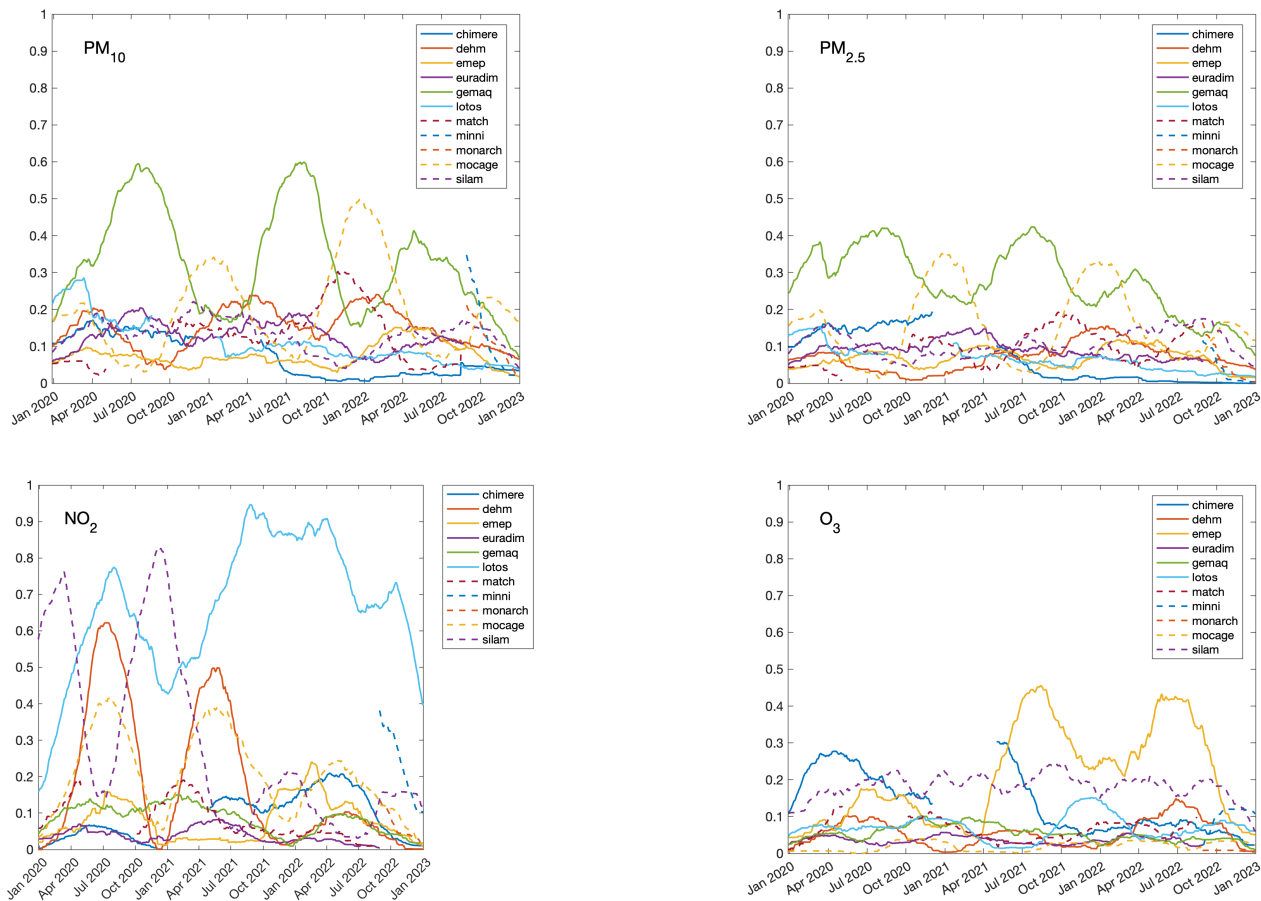 PM10
1
0.9
0.8
0.7
0.6
0.5
0.4
0.3
0.2
0.1
0
Jan 2020
Apr 2020
Jul 2020
Oct 2020
Jan 2021
Apr 2021
Jul 2021
Oct 2021
Jan 2022
Apr 2022
Jul 2022
Oct 2022
Jan 2023
chimere
dehm
emep
euradim
gemaq
lotos
match
minni
monarch
mocage
silam
PM2.5
1
0.9
0.8
0.7
0.6
0.5
0.4
0.3
0.2
0.1
0
Jan 2020
Apr 2020
Jul 2020
Oct 2020
Jan 2021
Apr 2021
Jul 2021
Oct 2021
Jan 2022
Apr 2022
Jul 2022
Oct 2022
Jan 2023
chimere
dehm
emep
euradim
gemaq
lotos
match
minni
monarch
mocage
silam
NO2
1
0.9
0.8
0.7
0.6
0.5
0.4
0.3
0.2
0.1
0
Jan 2020
Apr 2020
Jul 2020
Oct 2020
Jan 2021
Apr 2021
Jul 2021
Oct 2021
Jan 2022
Apr 2022
Jul 2022
Oct 2022
Jan 2023
chimere
dehm
emep
euradim
gemaq
lotos
match
minni
monarch
mocage
silam
O3
1
0.9
0.8
0.7
0.6
0.5
0.4
0.3
0.2
0.1
0
Jan 2020
Apr 2020
Jul 2020
Oct 2020
Jan 2021
Apr 2021
Jul 2021
Oct 2021
Jan 2022
Apr 2022
Jul 2022
Oct 2022
Jan 2023
chimere
dehm
emep
euradim
gemaq
lotos
match
minni
monarch
mocage
silam